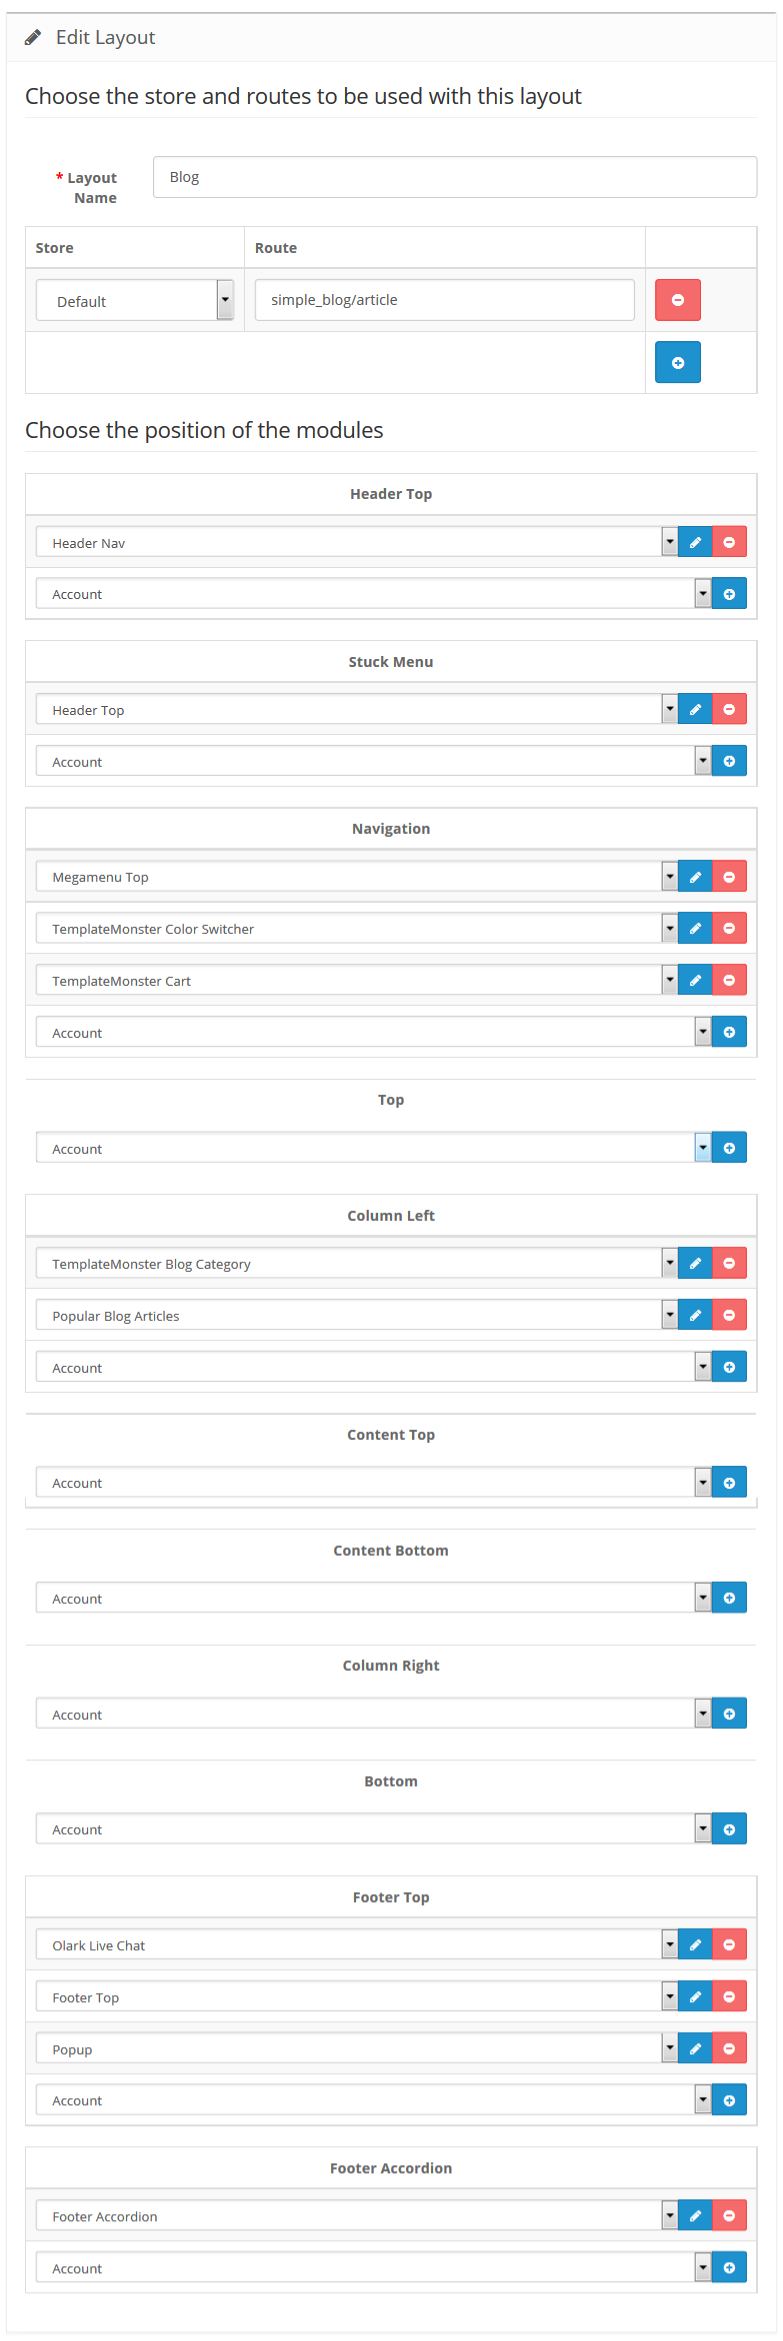 Edit Layout
Choose the store and routes to be used with this layout
* Layout Name
Blog
Store Route
Default simple_blog/article
Choose the position of the modules
Header Top
Header Nav
Account
Stuck Menu
Header Top
Account
Navigation
Megamenu Top
TemplateMonster Color Switcher
TemplateMonster Cart
Account
Top
Account
Column Left
TemplateMonster Blog Category
Popular Blog Articles
Account
Content Top
Account
Content Bottom
Account
Column Right
Account
Bottom
Account
Footer Top
Olark Live Chat
Footer Top
Popup
Account
Footer Accordion
Footer Accordion
Account